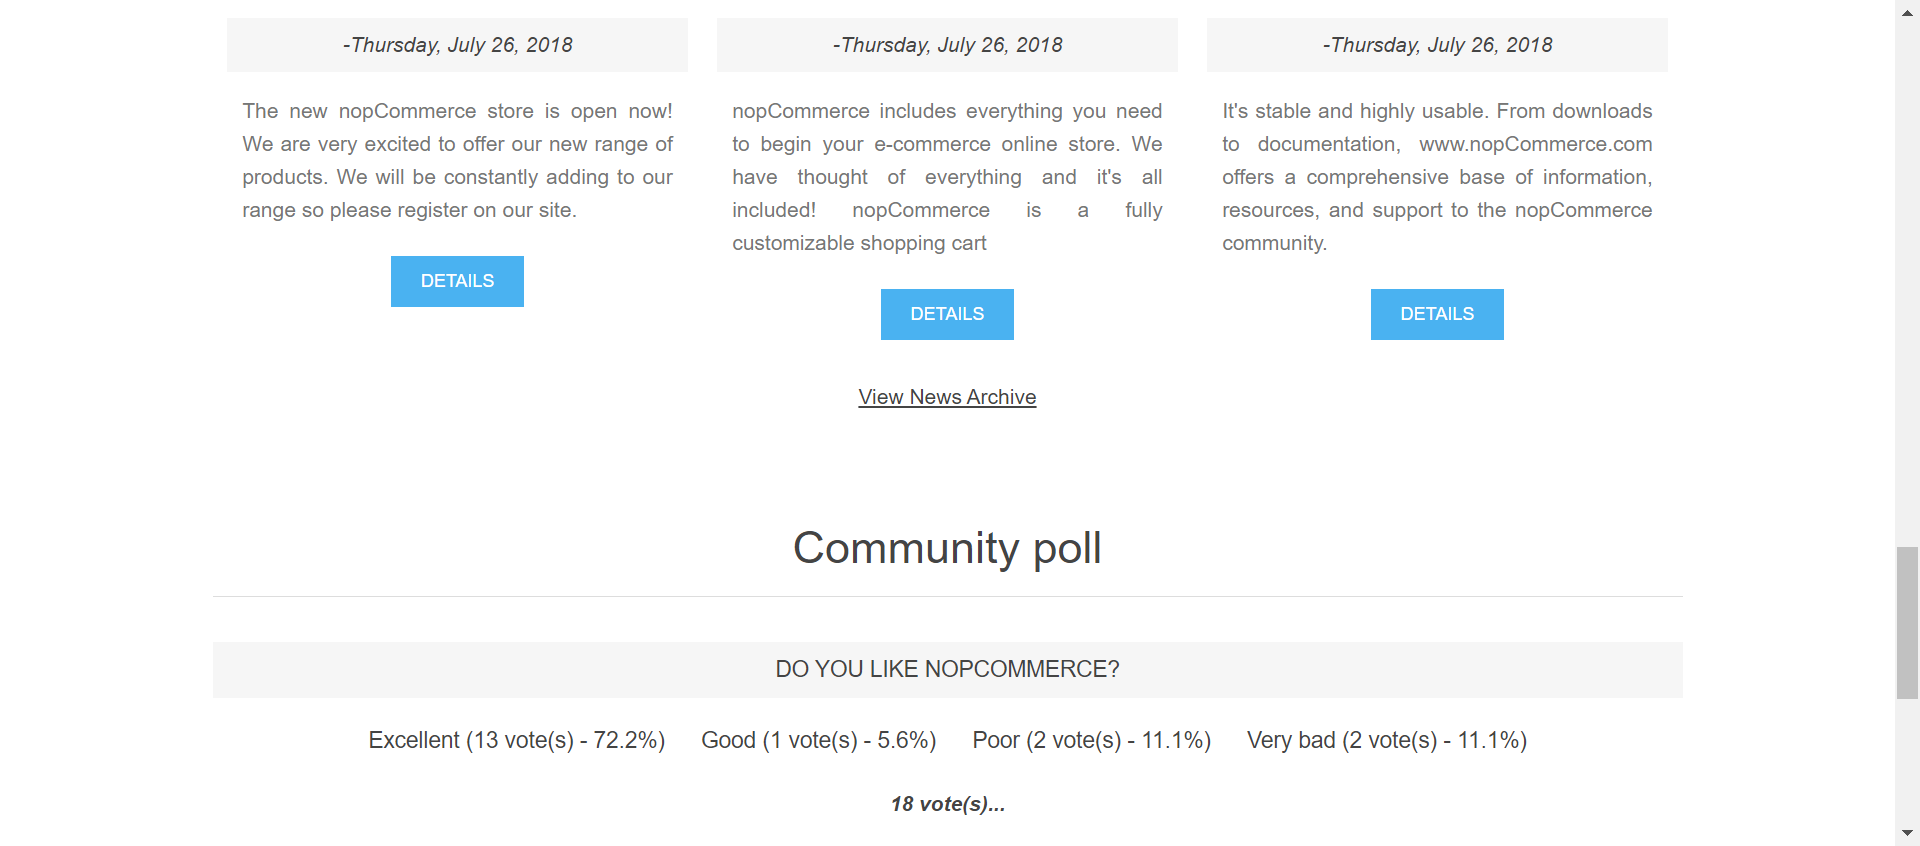 -Thursday, July 26, 2018
The new nopCommerce store is open now!
We are very excited to offer our new range of
products. We will be constantly adding to our
range so please register on our site.
DETAILS
-Thursday, July 26, 2018
nopCommerce includes everything you need
to begin your e-commerce online store. We
have thought of everything and it's all
included! nopCommerce is a fully
customizable shopping cart
DETAILS
-Thursday, July 26, 2018
It's stable and highly usable. From downloads
to documentation, www.nopCommerce.com
offers a comprehensive base of information,
resources, and support to the nopCommerce
community.
DETAILS
View News Archive
Community poll
DO YOU LIKE NOPCOMMERCE?
Excellent (13 vote(s) - 72.2%) Good (1 vote(s) - 5.6%) Poor (2 vote(s) - 11.1%) Very bad (2 vote(s) - 11.1%)
18 vote(s)...